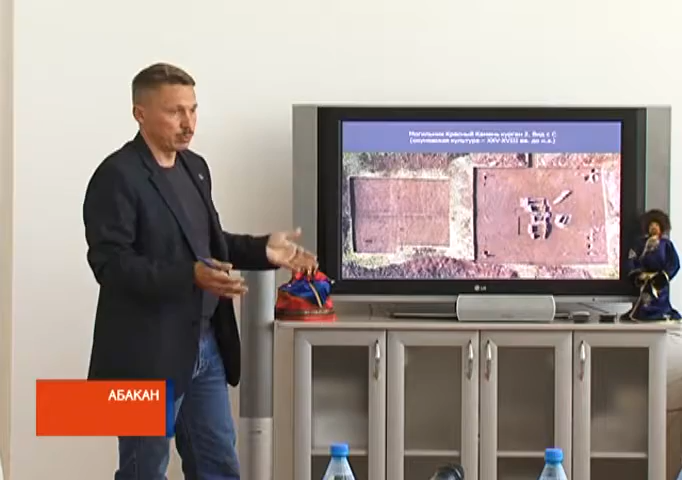 Могильник Красный Камень курган 2. Вид с С
(окуневская культура – XXV-XVIII вв. до н.э.)
LG
АБАКАН